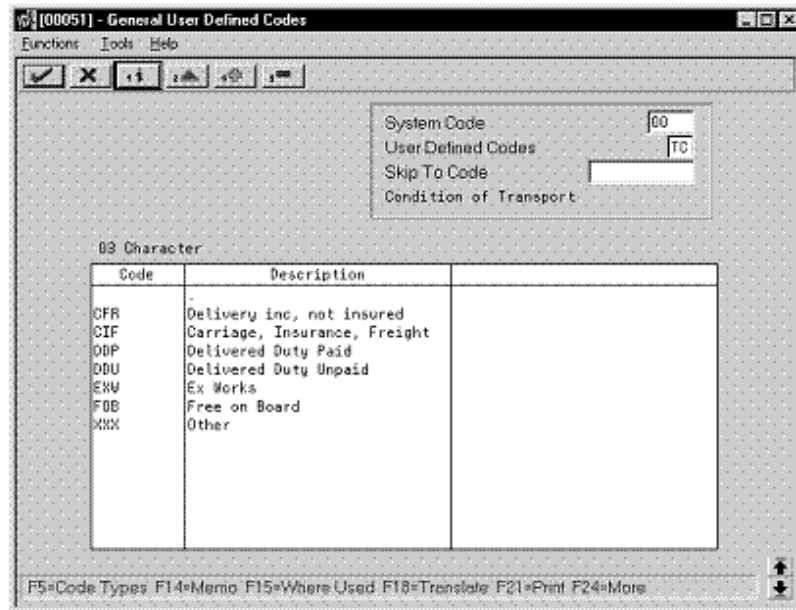 [00051] - General User Defined Codes
Functions Tools Help
System Code 00
User Defined Codes TC
Skip To Code
Condition of Transport
03 Character
Code Description
.
CFR Delivery inc, not insured
CIF Carriage, Insurance, Freight
DDP Delivered Duty Paid
DDU Delivered Duty Unpaid
EXW Ex Works
FOB Free on Board
XXX Other
F5=Code Types F14=Memo F15=Where Used F18=Translate F21=Print F24=More